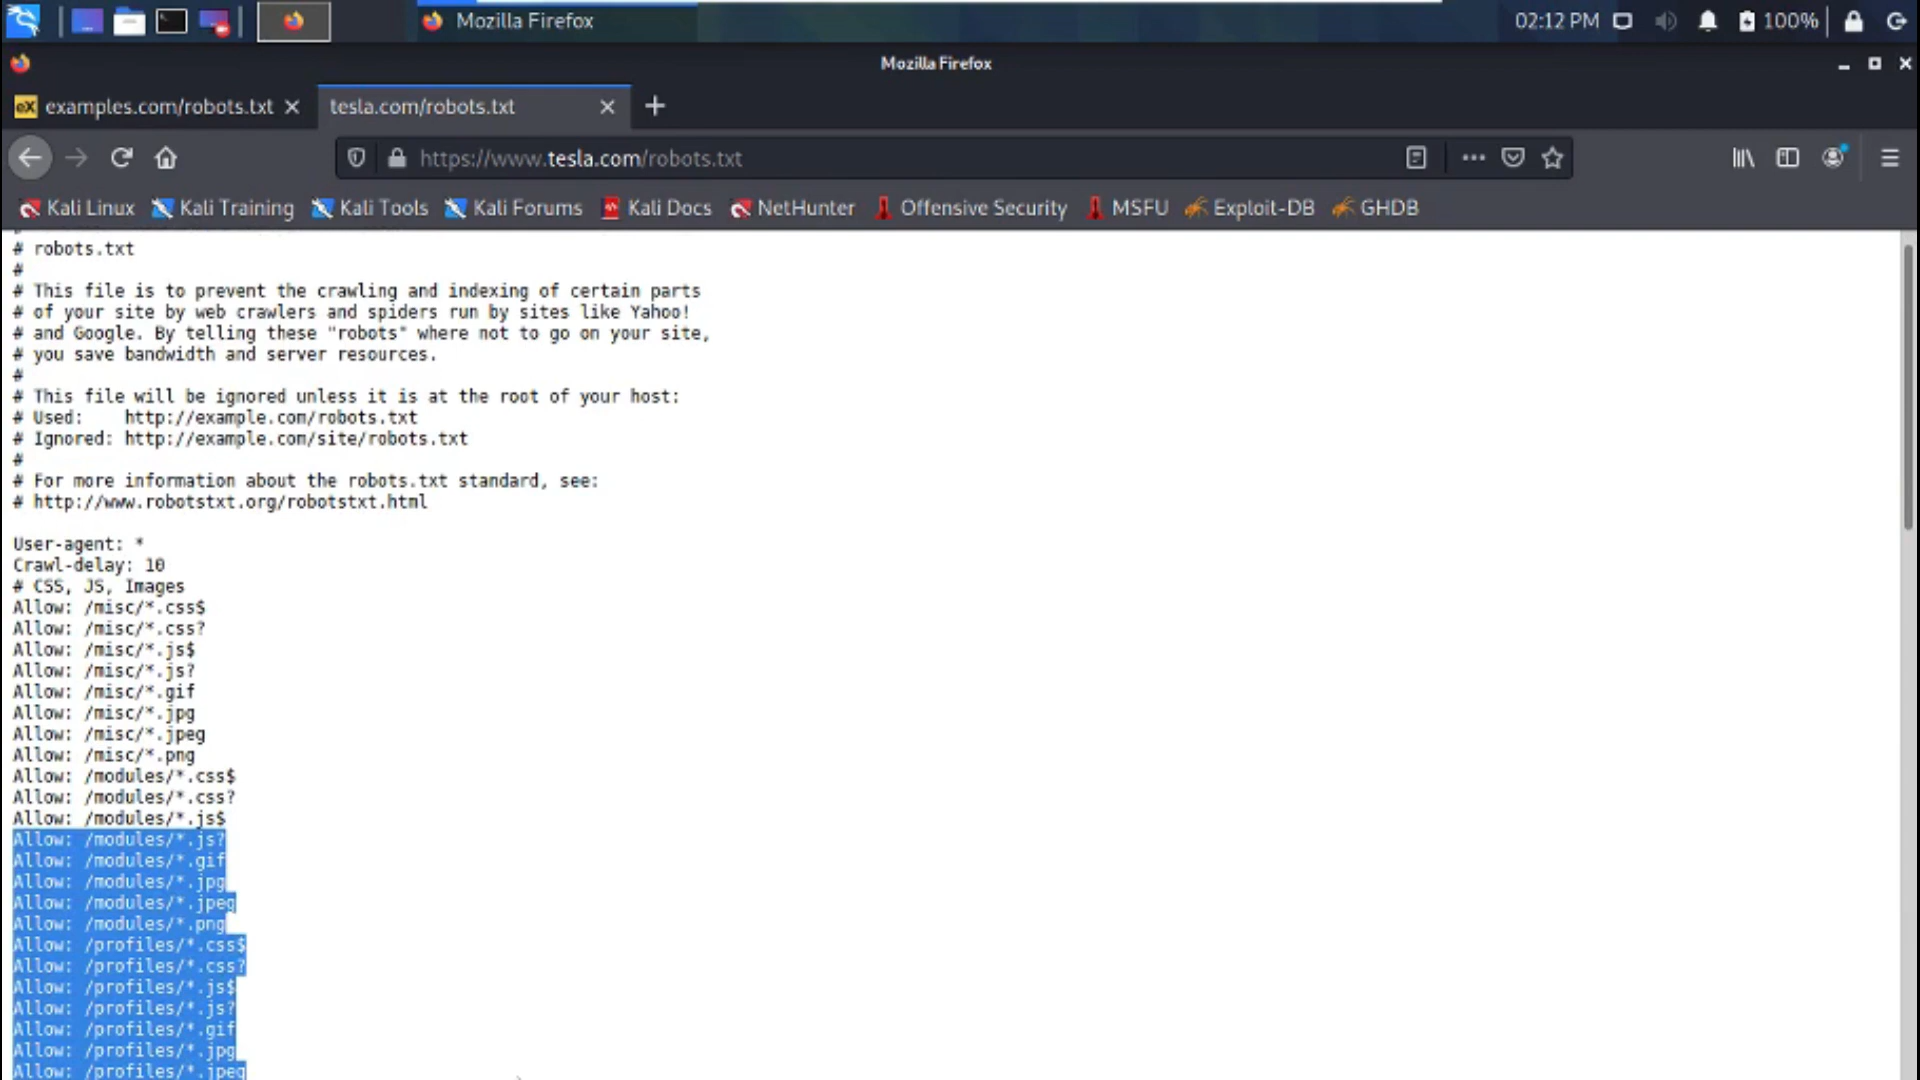 Mozilla Firefox
02:12 PM
100%
Mozilla Firefox
eX examples.com/robots.txt
tesla.com/robots.txt
https://www.tesla.com/robots.txt
Kali Linux Kali Training Kali Tools Kali Forums Kali Docs NetHunter Offensive Security MSFU Exploit-DB GHDB
# robots.txt
#
# This file is to prevent the crawling and indexing of certain parts
# of your site by web crawlers and spiders run by sites like Yahoo!
# and Google. By telling these "robots" where not to go on your site,
# you save bandwidth and server resources.
#
# This file will be ignored unless it is at the root of your host:
# Used:    http://example.com/robots.txt
# Ignored: http://example.com/site/robots.txt
#
# For more information about the robots.txt standard, see:
# http://www.robotstxt.org/robotstxt.html
User-agent: *
Crawl-delay: 10
# CSS, JS, Images
Allow: /misc/*.css$
Allow: /misc/*.css?
Allow: /misc/*.js$
Allow: /misc/*.js?
Allow: /misc/*.gif
Allow: /misc/*.jpg
Allow: /misc/*.jpeg
Allow: /misc/*.png
Allow: /modules/*.css$
Allow: /modules/*.css?
Allow: /modules/*.js$
Allow: /modules/*.js?
Allow: /modules/*.gif
Allow: /modules/*.jpg
Allow: /modules/*.jpeg
Allow: /modules/*.png
Allow: /profiles/*.css$
Allow: /profiles/*.css?
Allow: /profiles/*.js$
Allow: /profiles/*.js?
Allow: /profiles/*.gif
Allow: /profiles/*.jpg
Allow: /profiles/*.jpeg